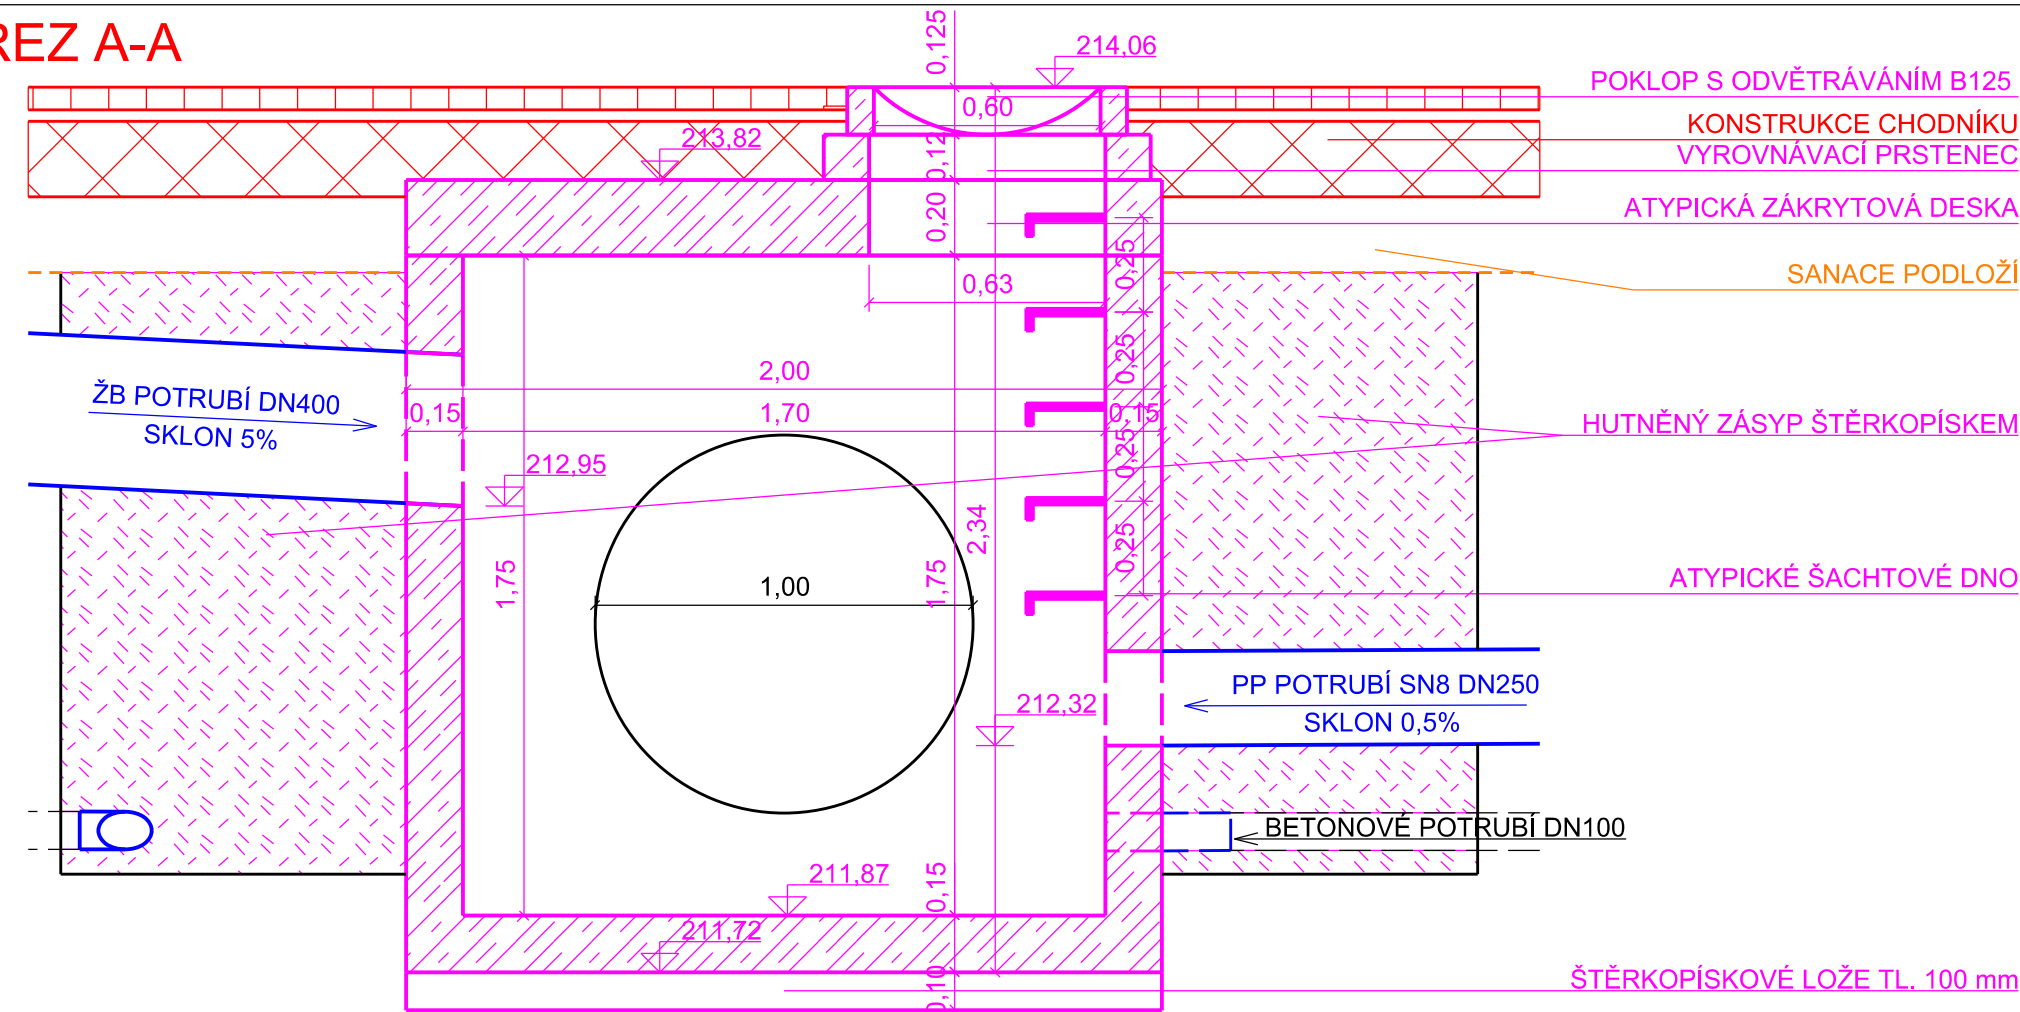 ŘEZ A-A
0,125
214,06
POKLOP S ODVĚTRÁVÁNÍM B125
0,60
KONSTRUKCE CHODNÍKU
213,82
0,12
VYROVNÁVACÍ PRSTENEC
0,20
ATYPICKÁ ZÁKRYTOVÁ DESKA
0,25
0,63
SANACE PODLOŽÍ
0,25
2,00
ŽB POTRUBÍ DN400
SKLON 5%
0,15
1,70
0,15
HUTNĚNÝ ZÁSYP ŠTĚRKOPÍSKEM
0,25
212,95
2,34
0,25
1,75
1,00
1,75
ATYPICKÉ ŠACHTOVÉ DNO
PP POTRUBÍ SN8 DN250
212,32
SKLON 0,5%
BETONOVÉ POTRUBÍ DN100
211,87
0,15
211,72
0,10
ŠTĚRKOPÍSKOVÉ LOŽE TL. 100 mm